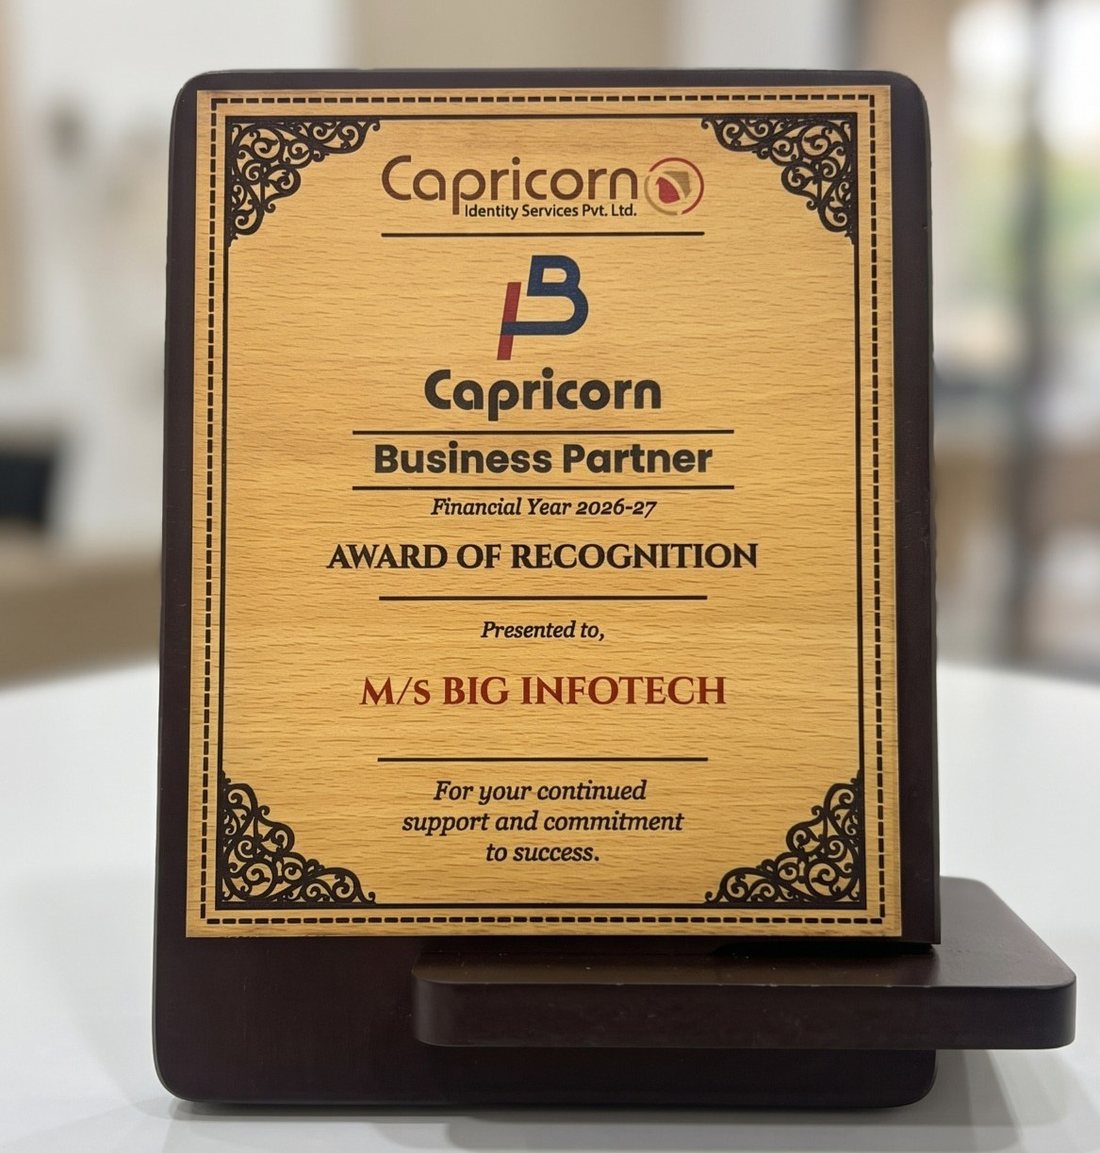 Capricorn
Identity Services Pvt. Ltd.
B
Capricorn
Business Partner
Financial Year 2026-27
AWARD OF RECOGNITION
Presented to,
M/s BIG INFOTECH
For your continued
support and commitment
to success.